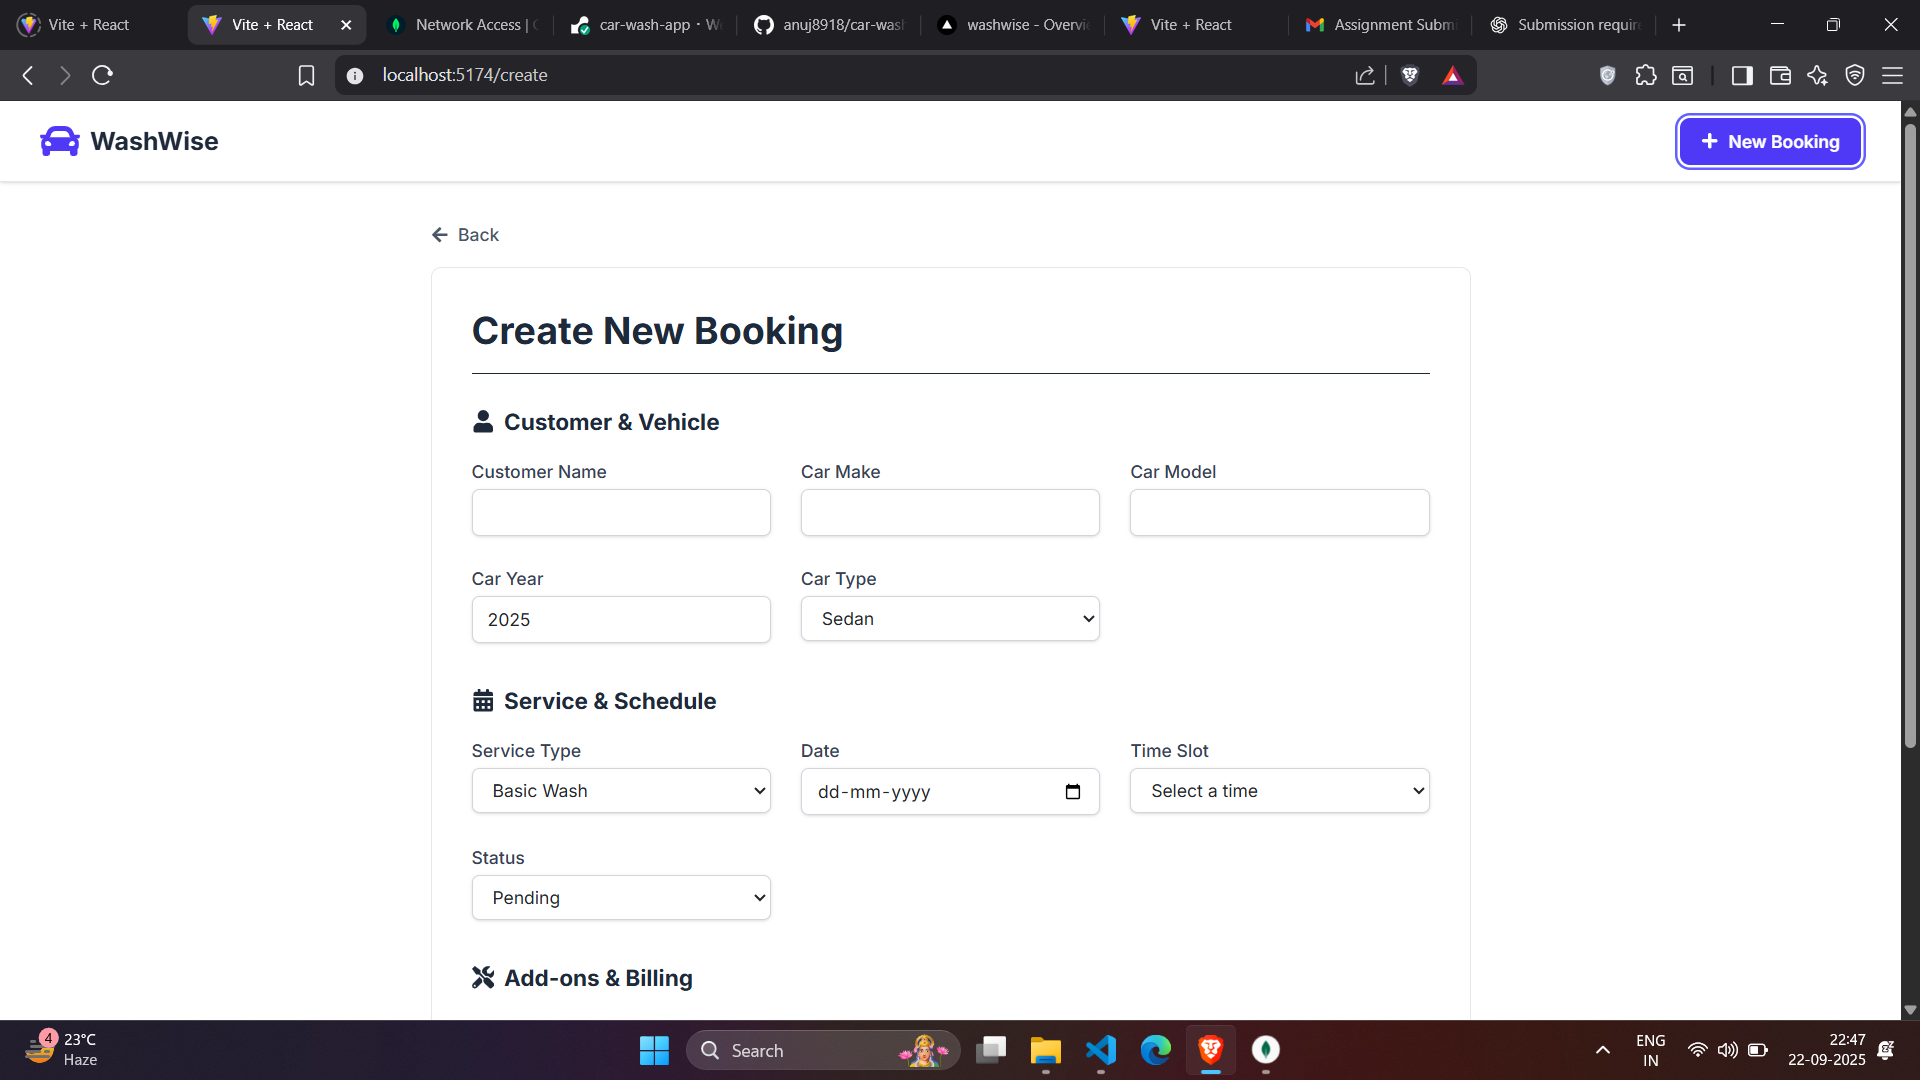 Vite + React
Vite + React
Network Access |
car-wash-app · W
anuj8918/car-wash
washwise - Overvi
Vite + React
Assignment Subm
Submission requir
localhost:5174/create
WashWise
New Booking
Back
Create New Booking
Customer & Vehicle
Customer Name
Car Make
Car Model
Car Year
Car Type
2025
Sedan
Service & Schedule
Service Type
Date
Time Slot
Basic Wash
dd-mm-yyyy
Select a time
Status
Pending
Add-ons & Billing
4
23°C
Haze
Search
ENG
IN
22:47
22-09-2025